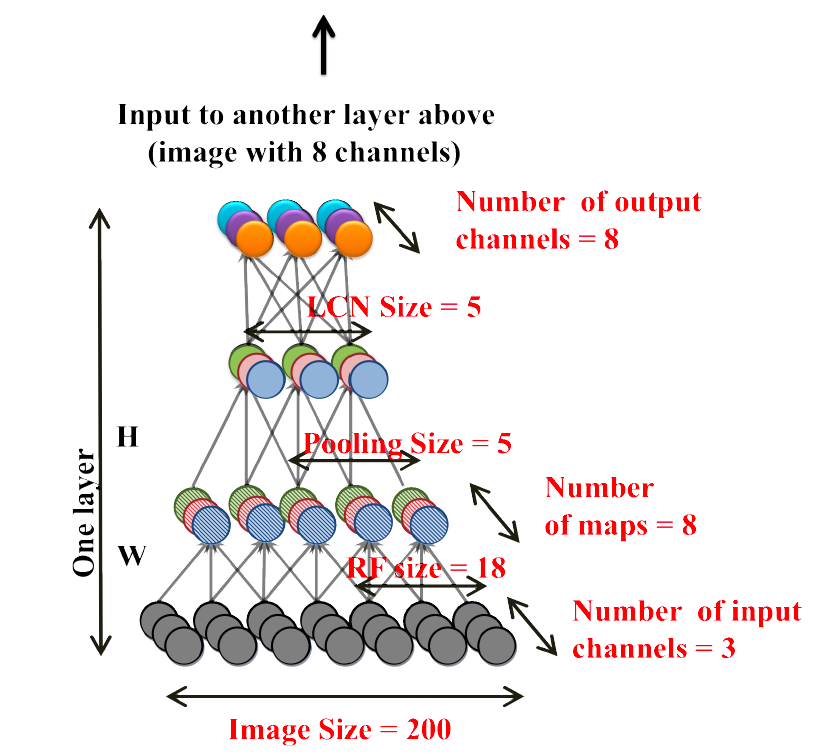 Input to another layer above
(image with 8 channels)
Number of output
channels = 8
LCN Size = 5
H
Pooling Size = 5
One layer
Number
of maps = 8
W
RF size = 18
Number of input
channels = 3
Image Size = 200